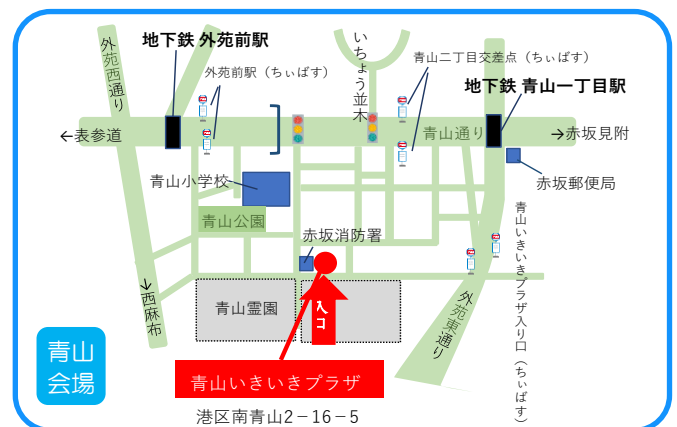 地下鉄 外苑前駅
外苑西通り
外苑前駅（ちぃばす）
いちょう並木
青山二丁目交差点（ちぃばす）
地下鉄 青山一丁目駅
←表参道
青山通り
→赤坂見附
青山小学校
赤坂郵便局
青山公園
赤坂消防署
青山いきいきプラザ入り口（ちぃばす）
→西麻布
青山霊園
入口
外苑東通り
青山
会場
青山いきいきプラザ
港区南青山2－16－5